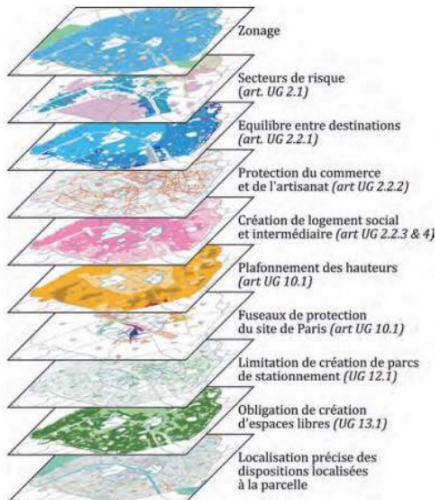 Zonage
Secteurs de risque
(art. UG 2.1)
Equilibre entre destinations
(art. UG 2.2.1)
Protection du commerce
et de l'artisanat (art UG 2.2.2)
Création de logement social
et intermédiaire (art UG 2.2.3 & 4)
Plafonnement des hauteurs
(art UG 10.1)
Fuseaux de protection
du site de Paris (art UG 10.1)
Limitation de création de parcs
de stationnement (UG 12.1)
Obligation de création
d'espaces libres (UG 13.1)
Localisation précise des
dispositions localisées
à la parcelle